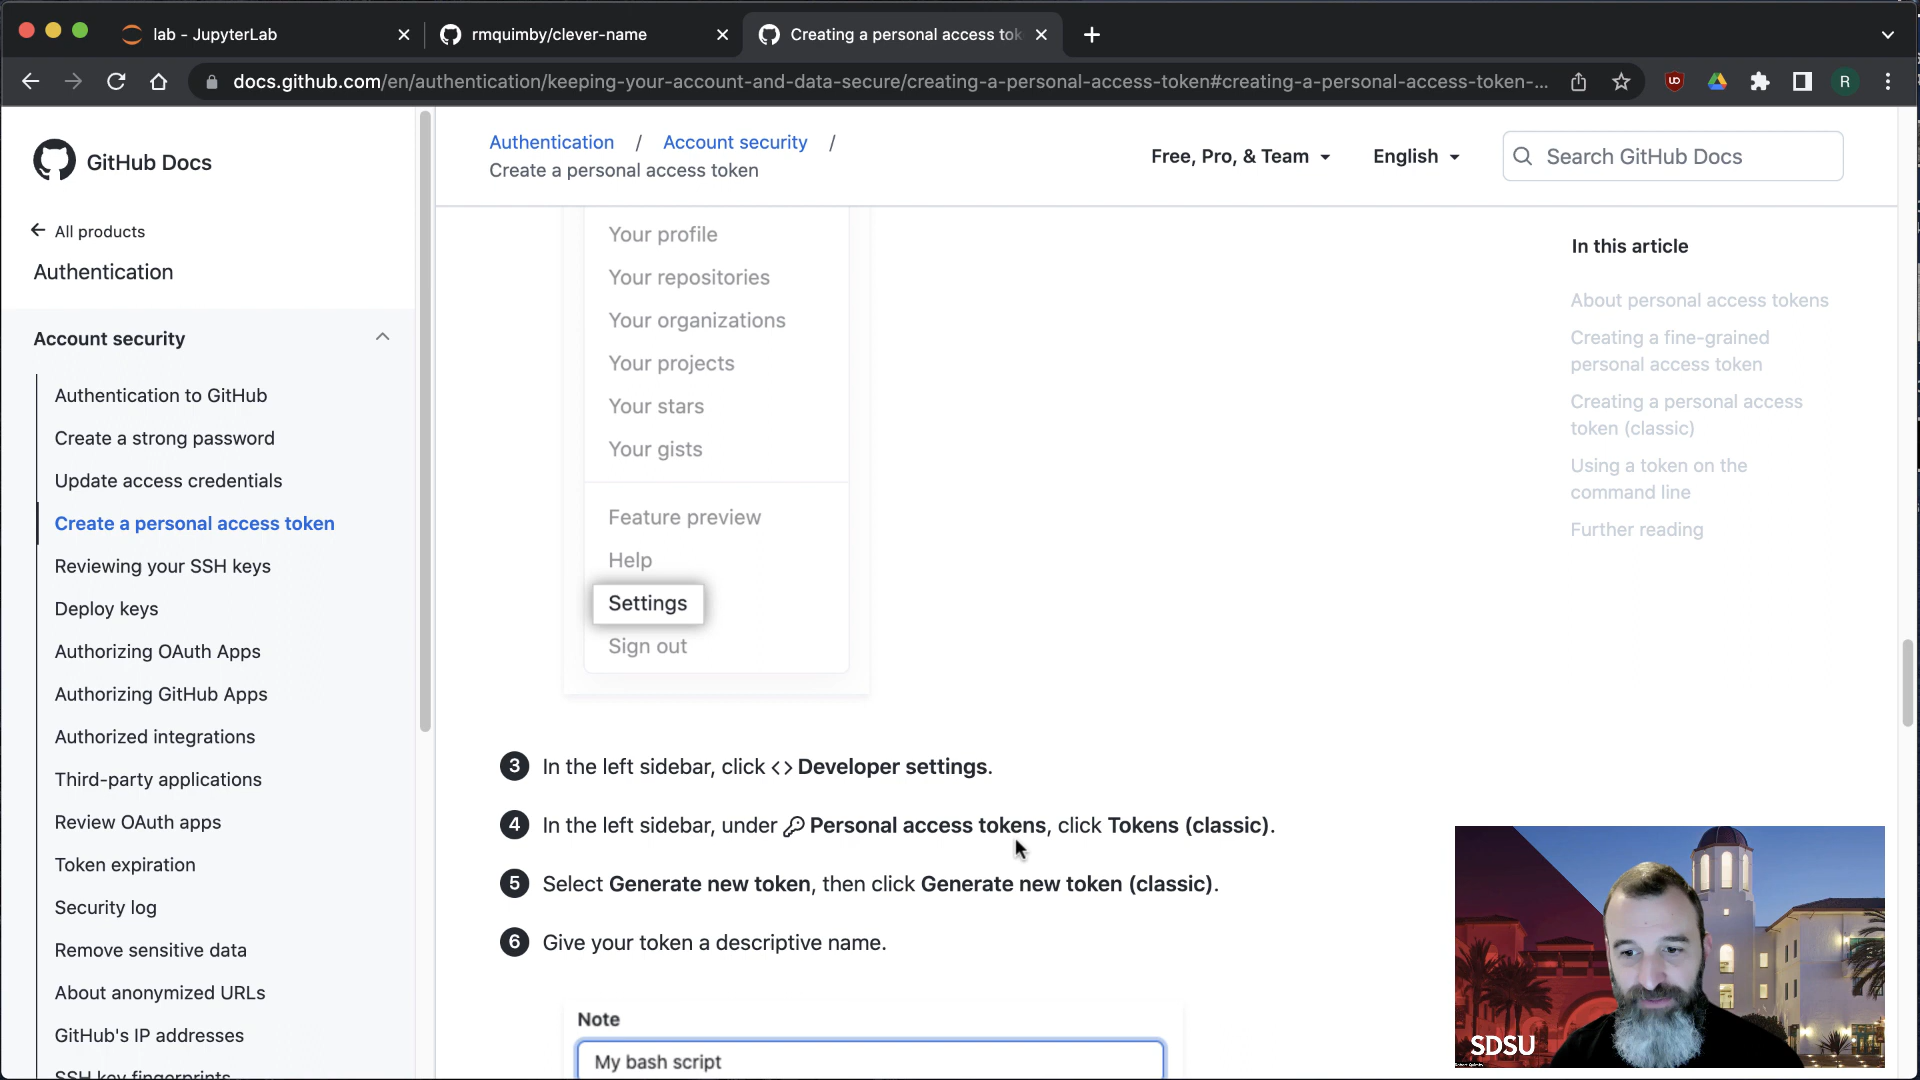 lab - JupyterLab
rmquimby/clever-name
Creating a personal access tok
docs.github.com/en/authentication/keeping-your-account-and-data-secure/creating-a-personal-access-token#creating-a-personal-access-token-...
R
GitHub Docs
All products
Authentication
Account security
Authentication to GitHub
Create a strong password
Update access credentials
Create a personal access token
Reviewing your SSH keys
Deploy keys
Authorizing OAuth Apps
Authorizing GitHub Apps
Authorized integrations
Third-party applications
Review OAuth apps
Token expiration
Security log
Remove sensitive data
About anonymized URLs
GitHub's IP addresses
SSH key fingerprints
Authentication / Account security /
Create a personal access token
Free, Pro, & Team
English
Search GitHub Docs
Your profile
Your repositories
Your organizations
Your projects
Your stars
Your gists
Feature preview
Help
Settings
Sign out
3 In the left sidebar, click <> Developer settings.
4 In the left sidebar, under Personal access tokens, click Tokens (classic).
5 Select Generate new token, then click Generate new token (classic).
6 Give your token a descriptive name.
Note
My bash script
In this article
About personal access tokens
Creating a fine-grained
personal access token
Creating a personal access
token (classic)
Using a token on the
command line
Further reading
SDSU